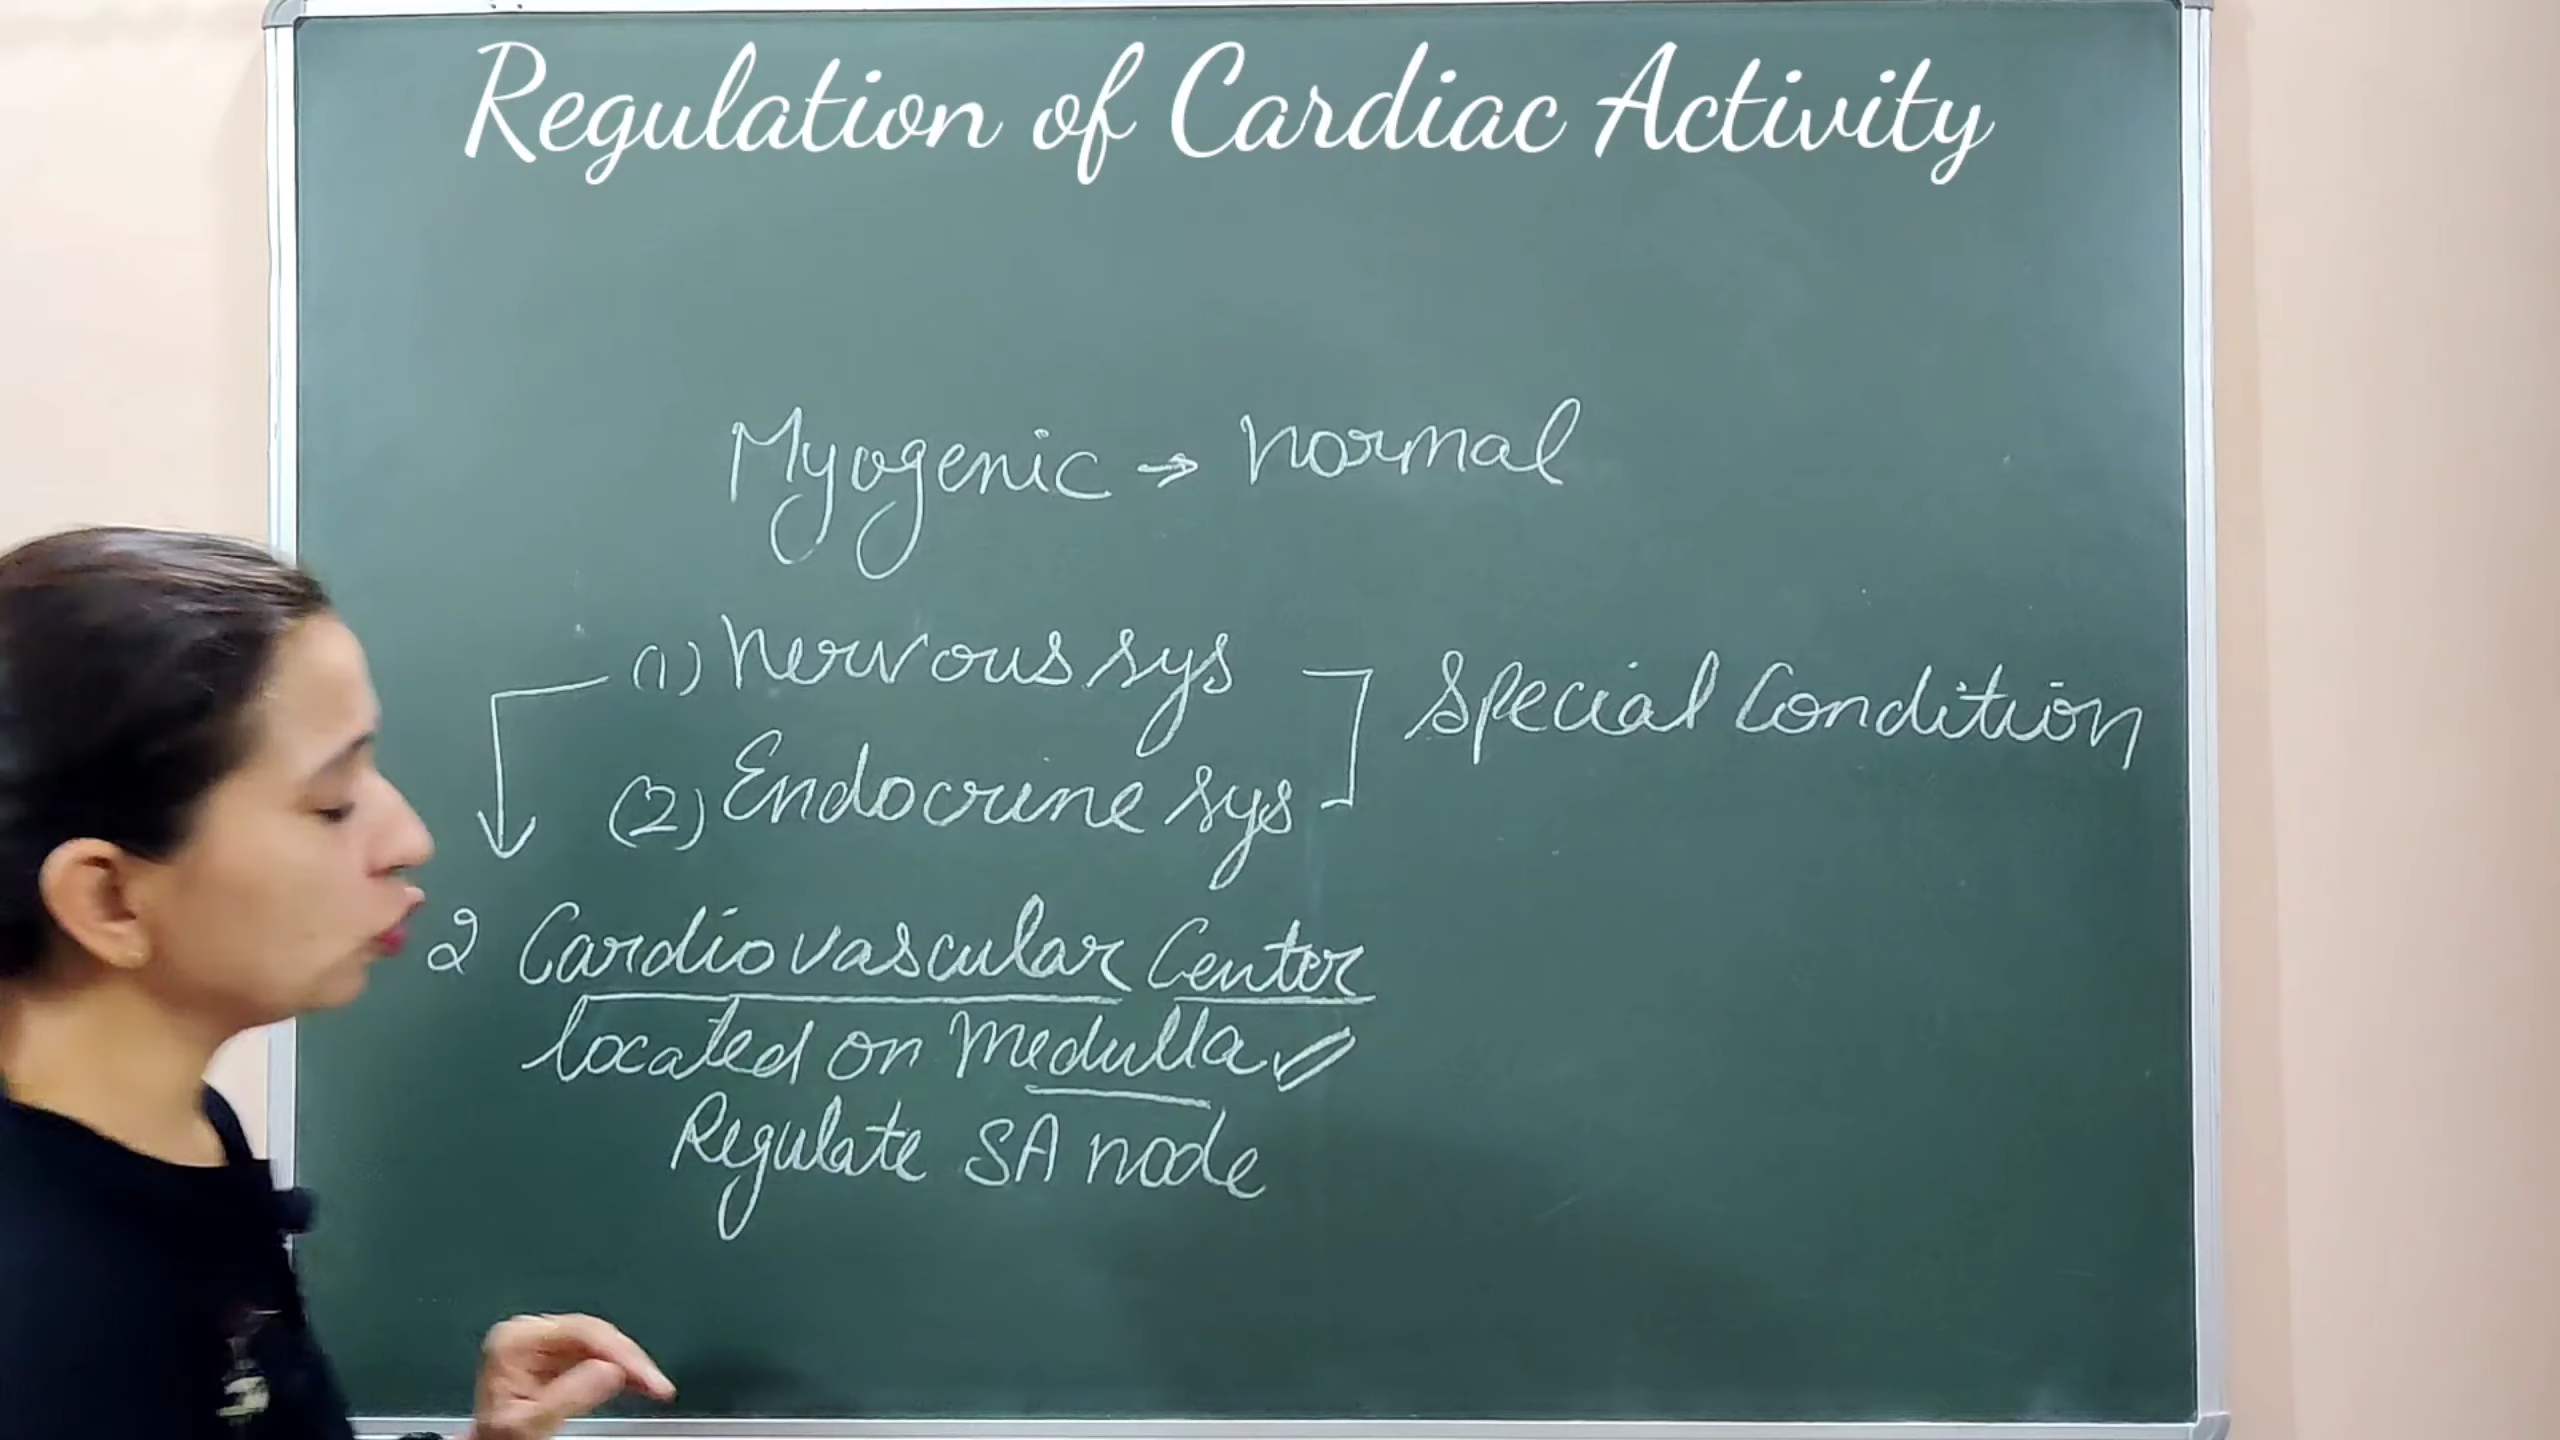 Regulation of Cardiac Activity
Myogenic → normal
(1) Nervous sys
Special Condition
(2) Endocrine sys
2 Cardiovascular Center
located on Medulla
Regulate SA node